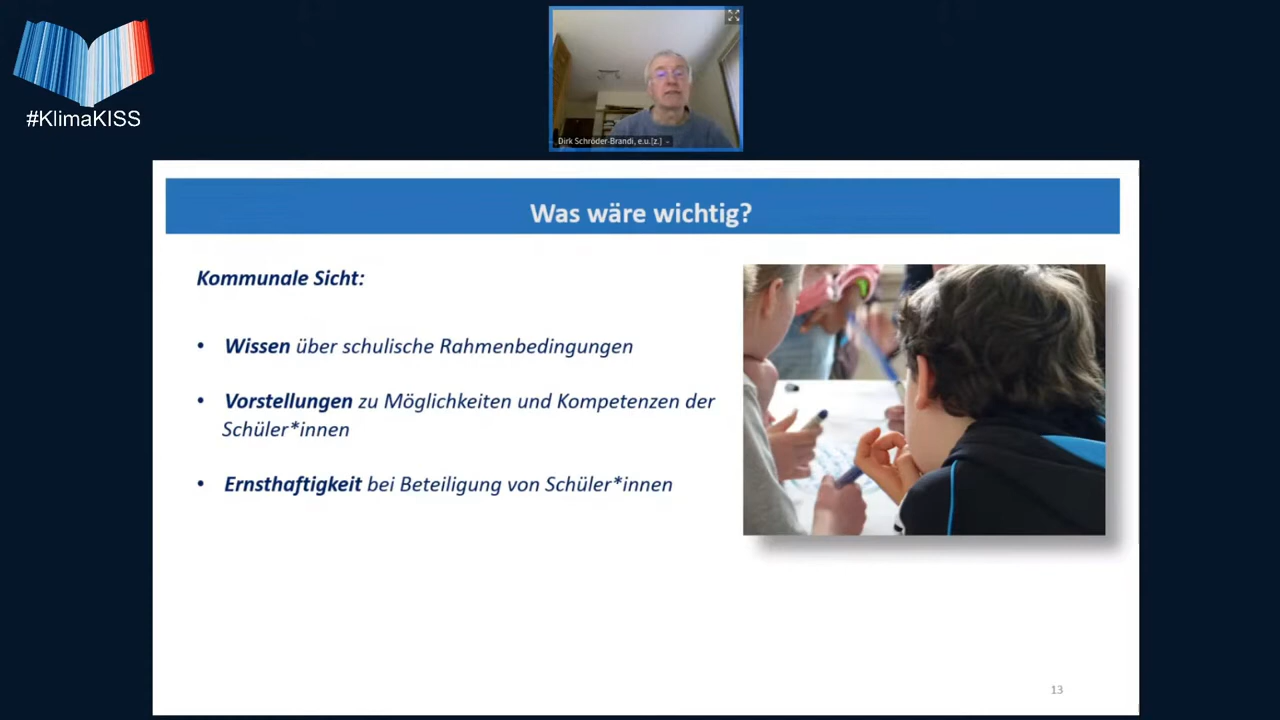 #KlimaKISS
Dirk Schröder-Brandi, e.u.[z.]
Was wäre wichtig?
Kommunale Sicht:
• Wissen über schulische Rahmenbedingungen
• Vorstellungen zu Möglichkeiten und Kompetenzen der
Schüler*innen
• Ernsthaftigkeit bei Beteiligung von Schüler*innen
13